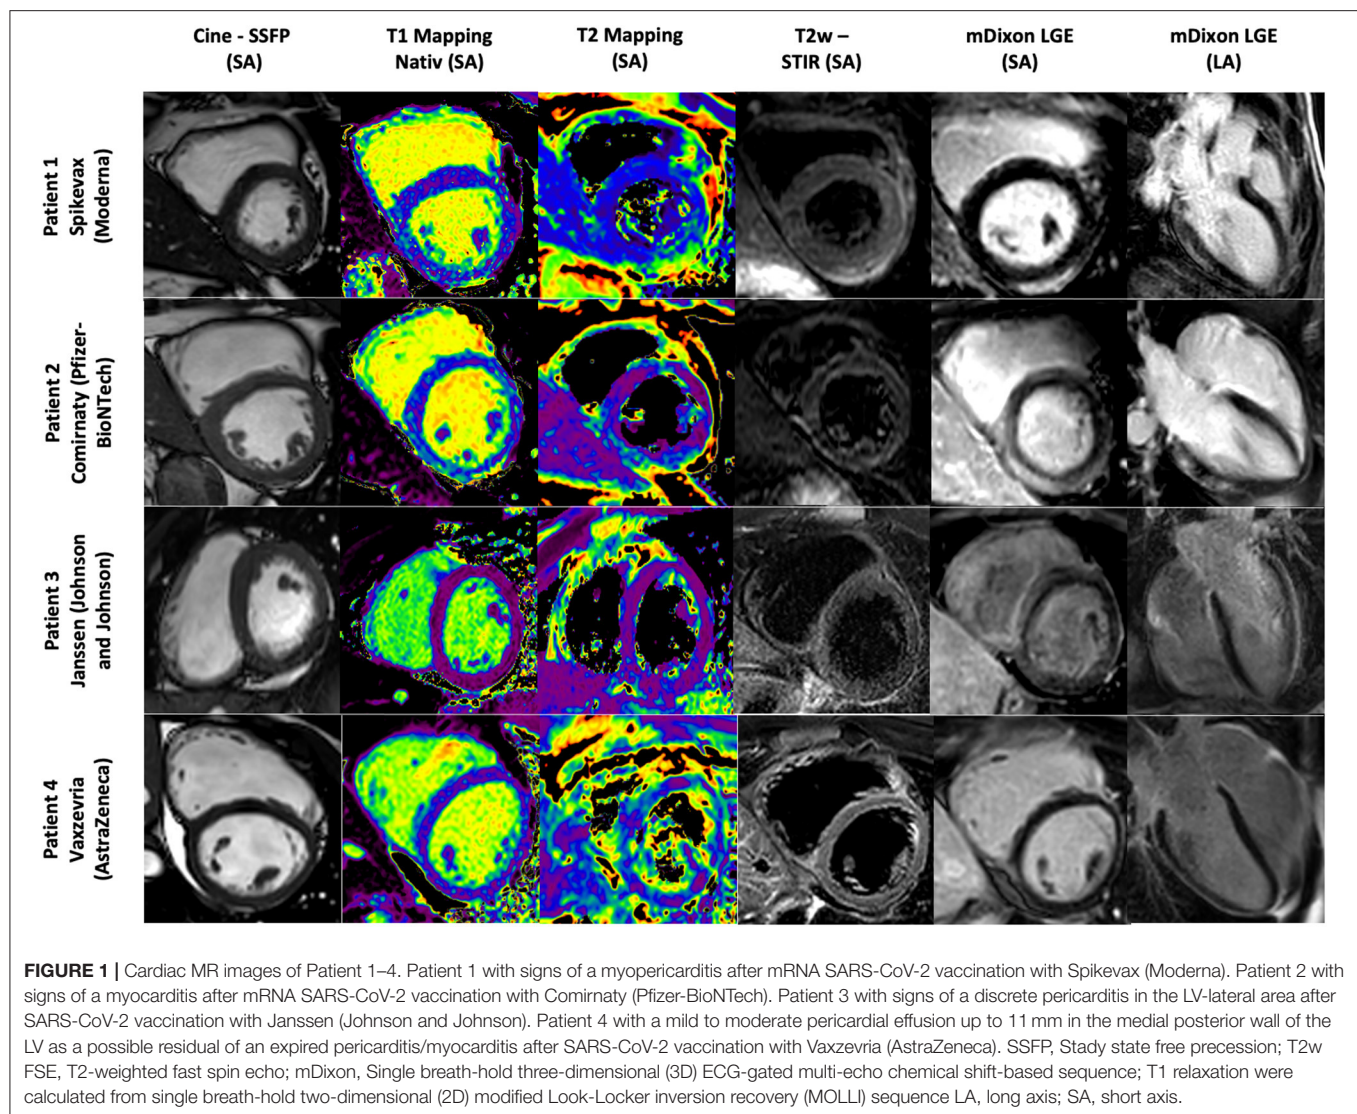 Cine - SSFP
(SA)
T1 Mapping
Nativ (SA)
T2 Mapping
(SA)
T2w –
STIR (SA)
mDixon LGE
(SA)
mDixon LGE
(LA)
Patient 1
Spikevax
(Moderna)
Patient 2
Comirnaty (Pfizer-
BioNTech)
Patient 3
Janssen (Johnson
and Johnson)
Patient 4
Vaxzevria
(AstraZeneca)
FIGURE 1 | Cardiac MR images of Patient 1–4. Patient 1 with signs of a myopericarditis after mRNA SARS-CoV-2 vaccination with Spikevax (Moderna). Patient 2 with
signs of a myocarditis after mRNA SARS-CoV-2 vaccination with Comirnaty (Pfizer-BioNTech). Patient 3 with signs of a discrete pericarditis in the LV-lateral area after
SARS-CoV-2 vaccination with Janssen (Johnson and Johnson). Patient 4 with a mild to moderate pericardial effusion up to 11 mm in the medial posterior wall of the
LV as a possible residual of an expired pericarditis/myocarditis after SARS-CoV-2 vaccination with Vaxzevria (AstraZeneca). SSFP, Stady state free precession; T2w
FSE, T2-weighted fast spin echo; mDixon, Single breath-hold three-dimensional (3D) ECG-gated multi-echo chemical shift-based sequence; T1 relaxation were
calculated from single breath-hold two-dimensional (2D) modified Look-Locker inversion recovery (MOLLI) sequence LA, long axis; SA, short axis.